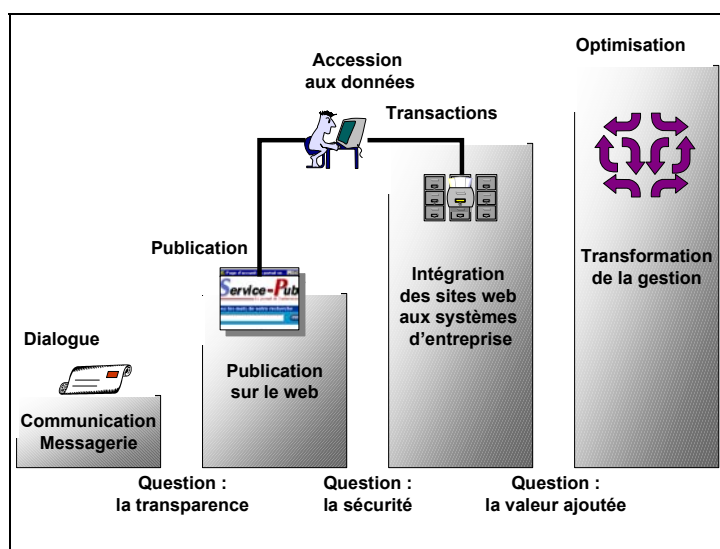 Optimisation
Accession
aux données
Transactions
Publication
Service-Pub
Dialogue
Transformation
de la gestion
Intégration
des sites web
aux systèmes
d'entreprise
Publication
sur le web
Communication
Messagerie
Question :
la transparence
Question :
la sécurité
Question :
la valeur ajoutée